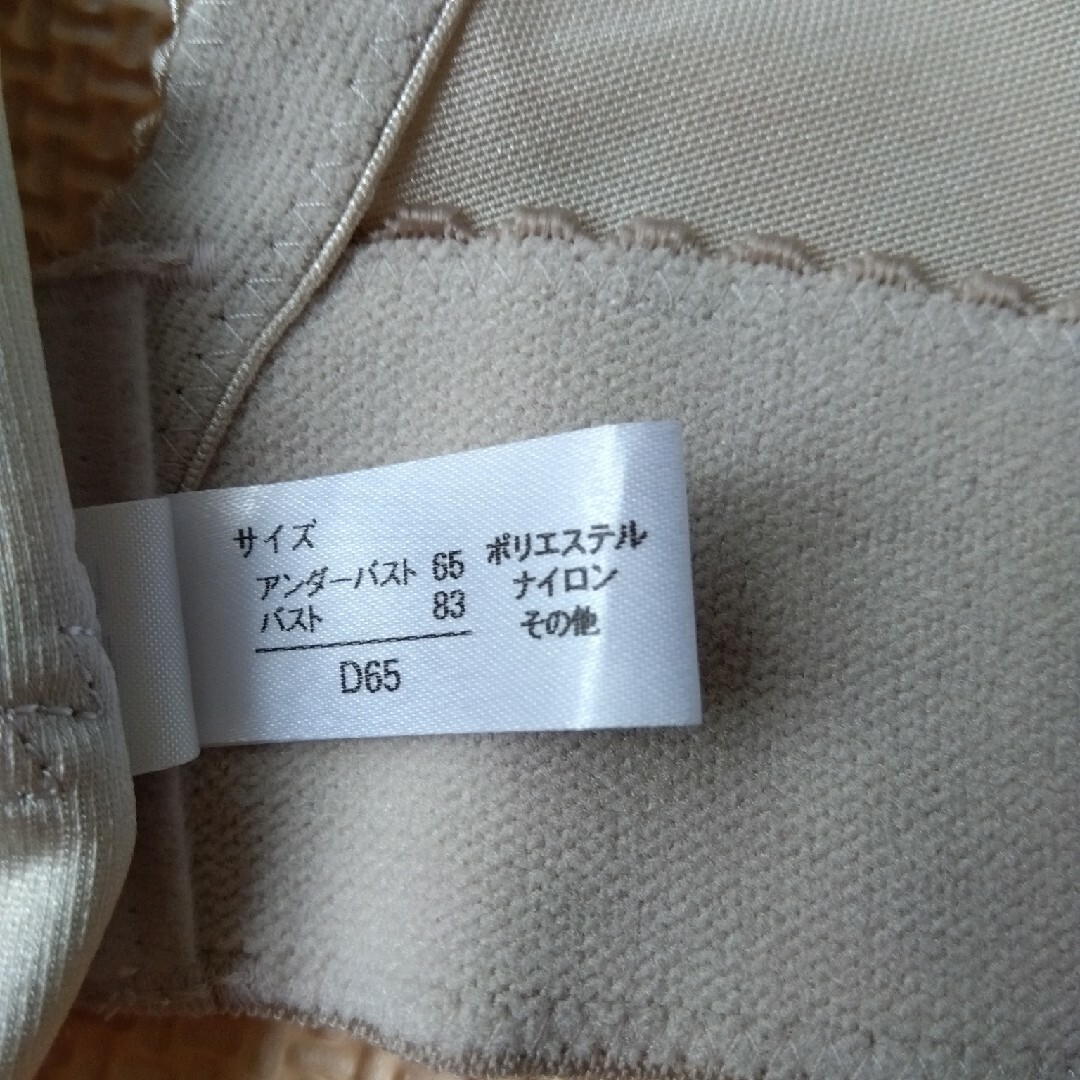 サイズ
アンダーバスト 65
バスト 83
D65
ポリエステル
ナイロン
その他